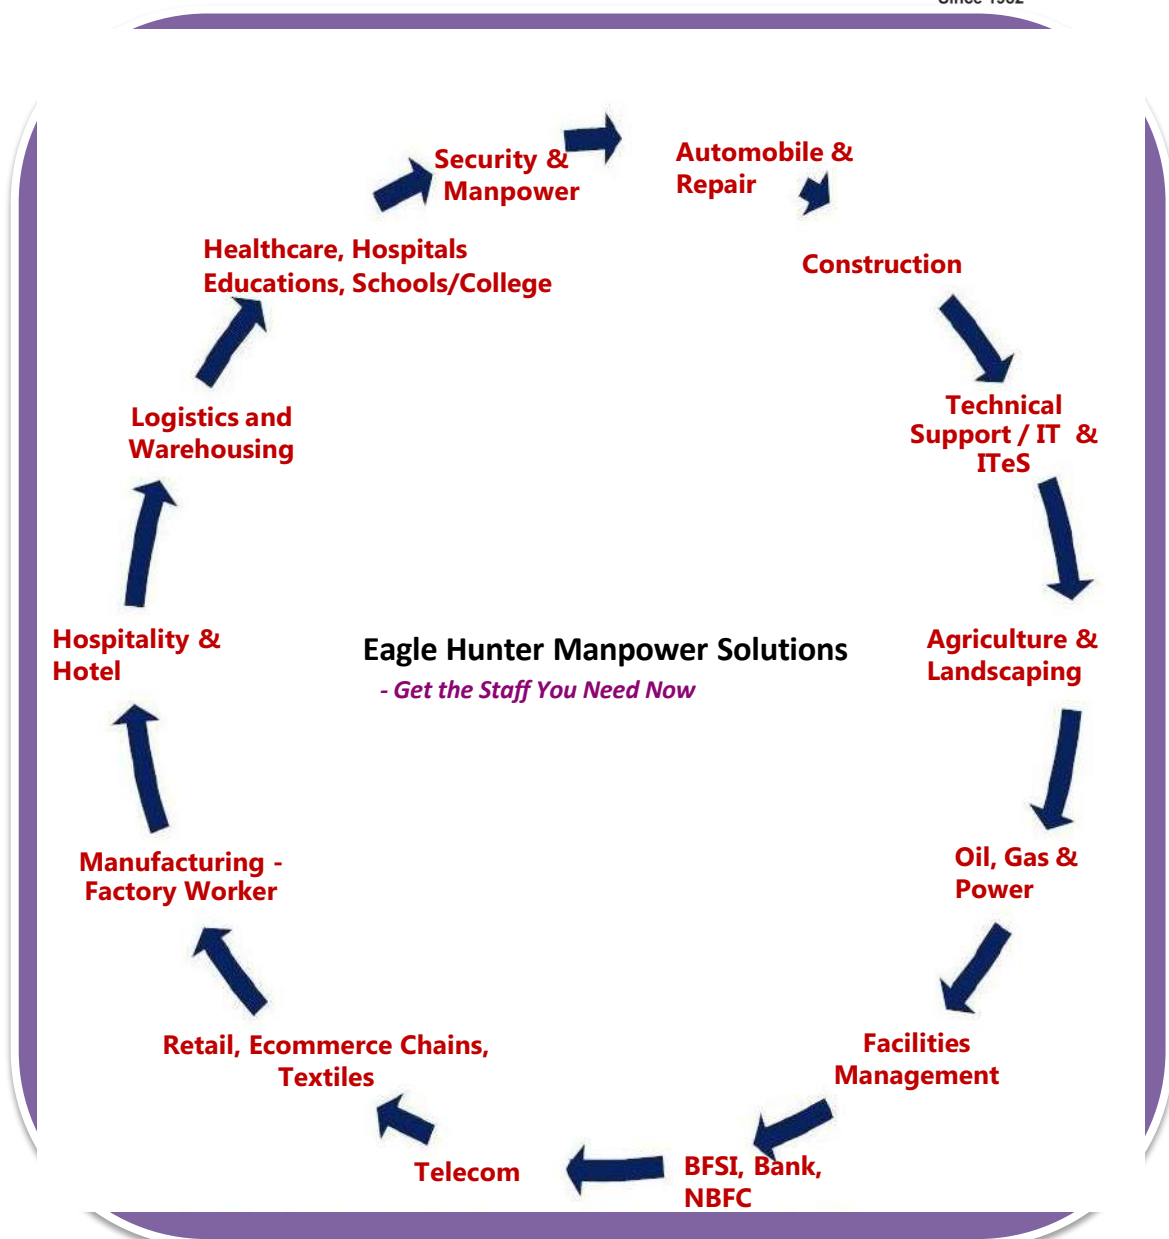 Security &
Manpower
Automobile &
Repair
Healthcare, Hospitals
Educations, Schools/College
Construction
Logistics and
Warehousing
Technical
Support / IT &
ITeS
Hospitality &
Hotel
Eagle Hunter Manpower Solutions
- Get the Staff You Need Now
Agriculture &
Landscaping
Manufacturing -
Factory Worker
Oil, Gas &
Power
Retail, Ecommerce Chains,
Textiles
Facilities
Management
Telecom
BFSI, Bank,
NBFC